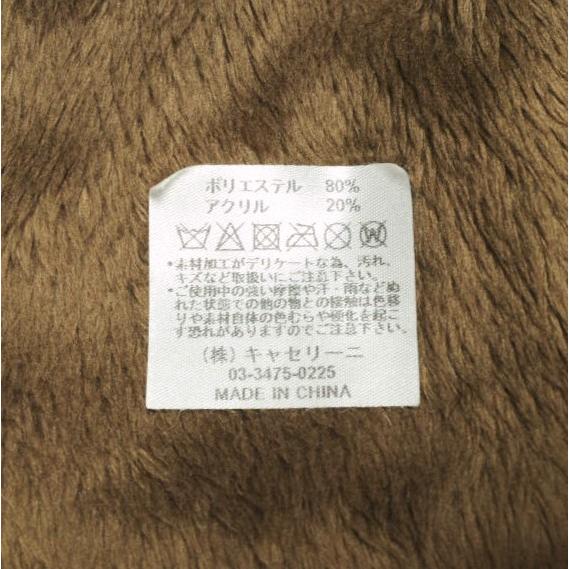 ポリエステル 80%
アクリル 20%
W
*素材加工がデリケートな為、汚れ、
キズなど取扱いにご注意下さい。
*ご使用中の強い摩擦や汗・雨などぬ
れた状態での他の物との接触は色移
りや素材自体の色むらや硬化を起こ
す恐れがありますのでご注意下さい。
(株)キャセリーニ
03-3475-0225
MADE IN CHINA